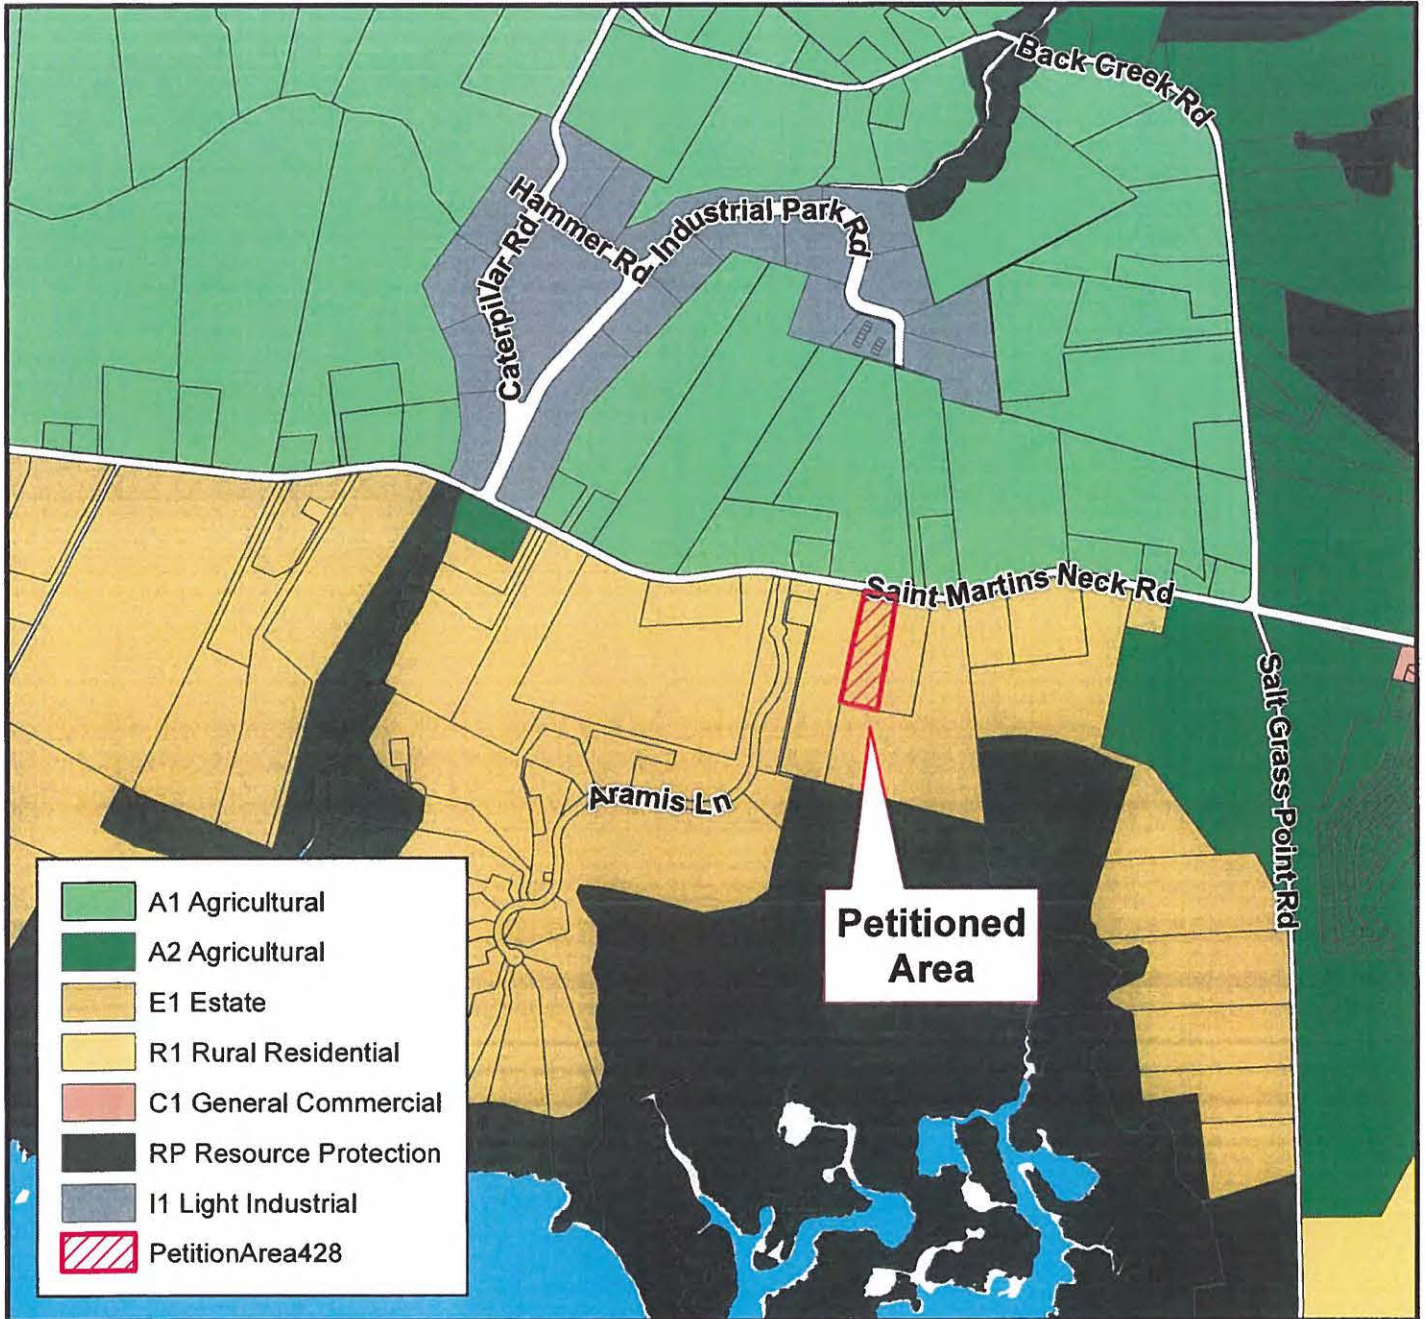 Back Creek Rd
Hammer Rd
Industrial Park Rd
Caterpillar Rd
Saint Martins Neck Rd
Salt Grass Point Rd
Aramis Ln
Petitioned
Area
A1 Agricultural
A2 Agricultural
E1 Estate
R1 Rural Residential
C1 General Commercial
RP Resource Protection
I1 Light Industrial
PetitionArea428